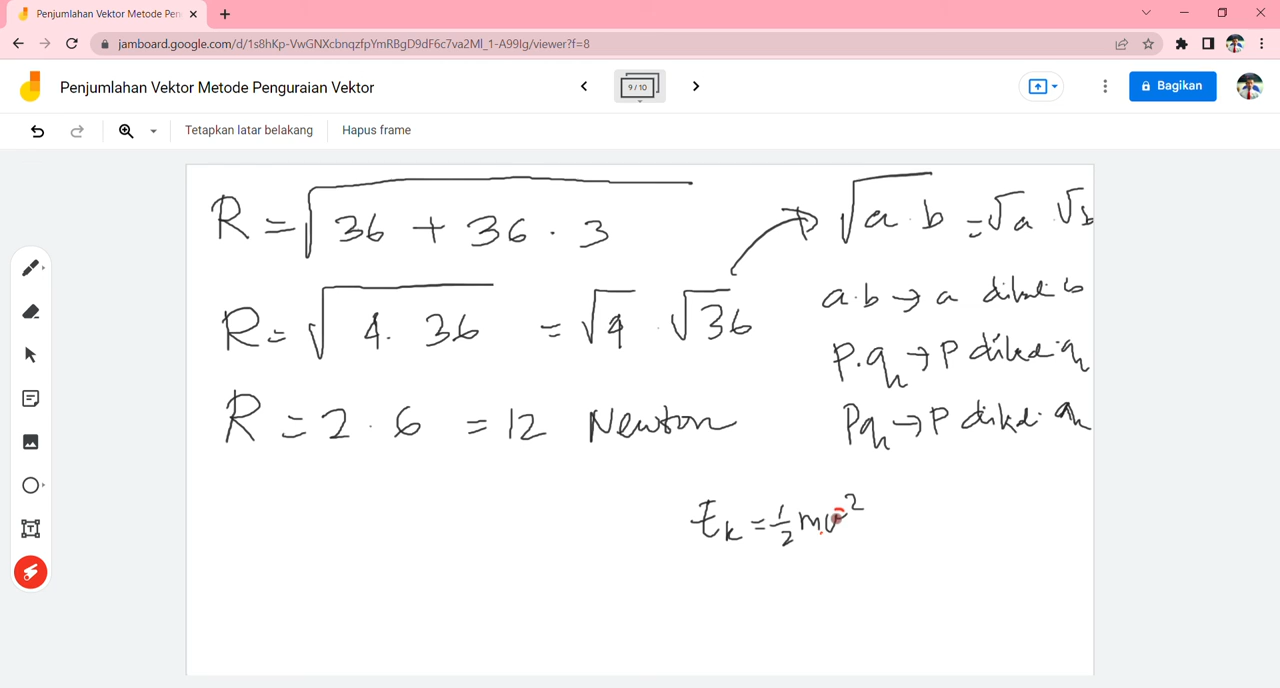 Penjumlahan Vektor Metode Pen
jamboard.google.com/d/1s8hKp-VwGNXcbnqzfpYmRBgD9dF6c7va2Ml_1-A99Ig/viewer?f=8
Penjumlahan Vektor Metode Penguraian Vektor
9 / 10
Bagikan
Tetapkan latar belakang
Hapus frame
R = √36 + 36 · 3
R = √4 · 36 = √4 · √36
R = 2 · 6 = 12 Newton
√a · b = √a · √b
a·b → a dikali b
P·q → P dikali q
Pq → P dikali q
Ek = ½ mv²